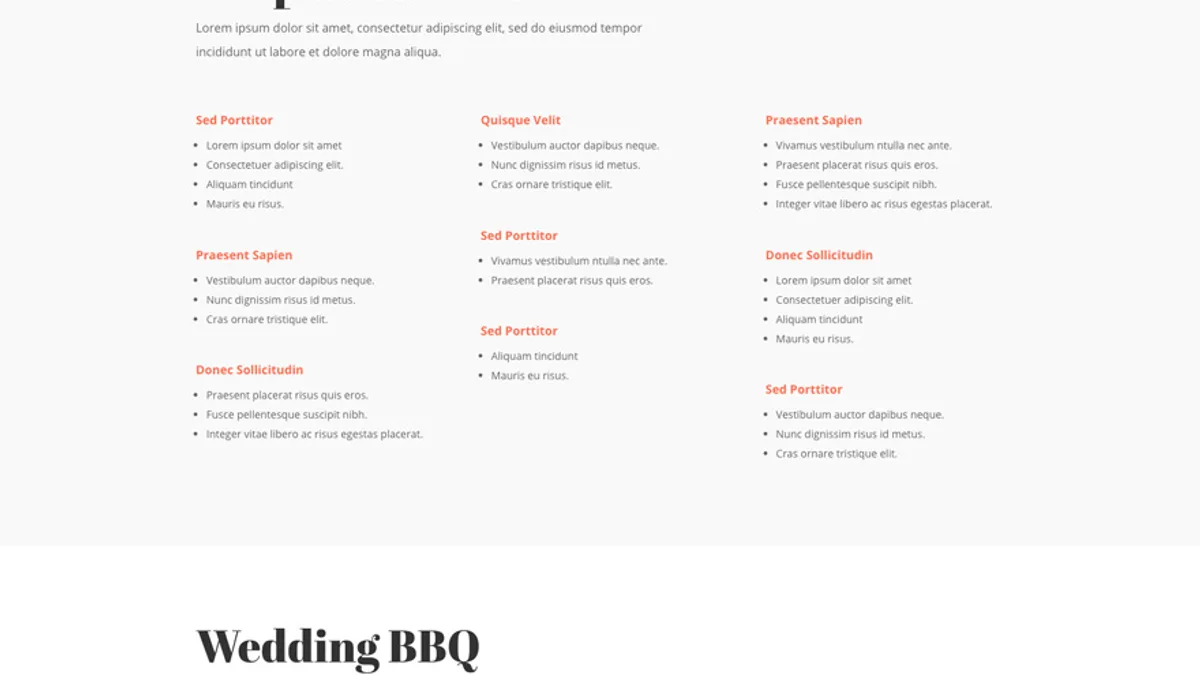 Lorem ipsum dolor sit amet, consectetur adipiscing elit, sed do eiusmod tempor
incididunt ut labore et dolore magna aliqua.
Sed Porttitor
Lorem ipsum dolor sit amet
Consectetuer adipiscing elit.
Aliquam tincidunt
Mauris eu risus.
Praesent Sapien
Vestibulum auctor dapibus neque.
Nunc dignissim risus id metus.
Cras ornare tristique elit.
Donec Sollicitudin
Praesent placerat risus quis eros.
Fusce pellentesque suscipit nibh.
Integer vitae libero ac risus egestas placerat.
Quisque Velit
Vestibulum auctor dapibus neque.
Nunc dignissim risus id metus.
Cras ornare tristique elit.
Sed Porttitor
Vivamus vestibulum ntulla nec ante.
Praesent placerat risus quis eros.
Sed Porttitor
Aliquam tincidunt
Mauris eu risus.
Praesent Sapien
Vivamus vestibulum ntulla nec ante.
Praesent placerat risus quis eros.
Fusce pellentesque suscipit nibh.
Integer vitae libero ac risus egestas placerat.
Donec Sollicitudin
Lorem ipsum dolor sit amet
Consectetuer adipiscing elit.
Aliquam tincidunt
Mauris eu risus.
Sed Porttitor
Vestibulum auctor dapibus neque.
Nunc dignissim risus id metus.
Cras ornare tristique elit.
Wedding BBQ